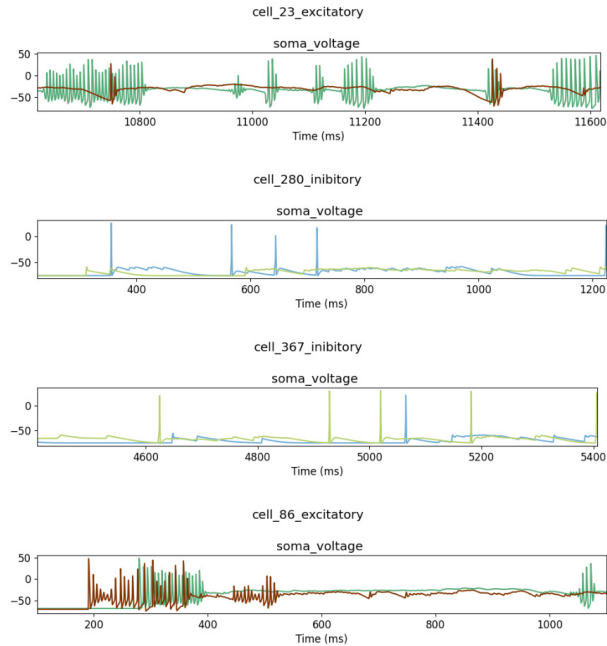 cell_23_excitatory
soma_voltage
50
0
−50
10800 11000 11200 11400 11600
Time (ms)
cell_280_inibitory
soma_voltage
0
−50
400 600 800 1000 1200
Time (ms)
cell_367_inibitory
soma_voltage
0
−50
4600 4800 5000 5200 5400
Time (ms)
cell_86_excitatory
soma_voltage
50
0
−50
200 400 600 800 1000
Time (ms)